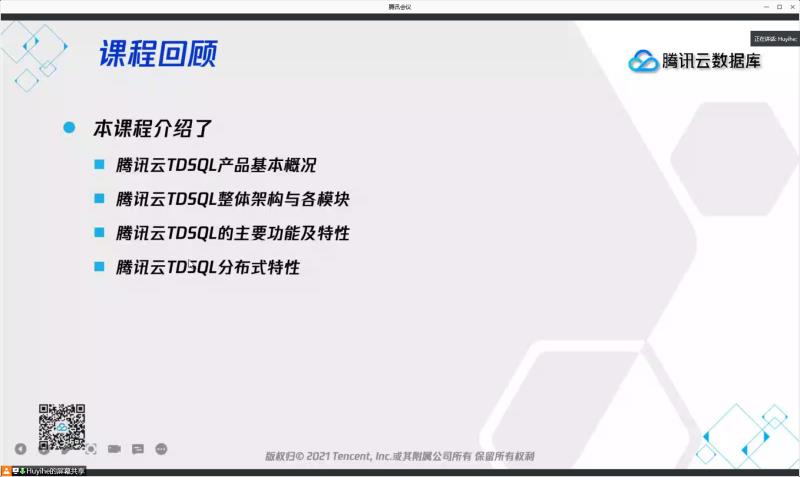 腾讯会议
正在讲话: Huyihe;
课程回顾
腾讯云数据库
本课程介绍了
腾讯云TDSQL产品基本概况
腾讯云TDSQL整体架构与各模块
腾讯云TDSQL的主要功能及特性
腾讯云TDSQL分布式特性
版权归© 2021 Tencent, Inc.或其附属公司所有 保留所有权利
Huyihe的屏幕共享